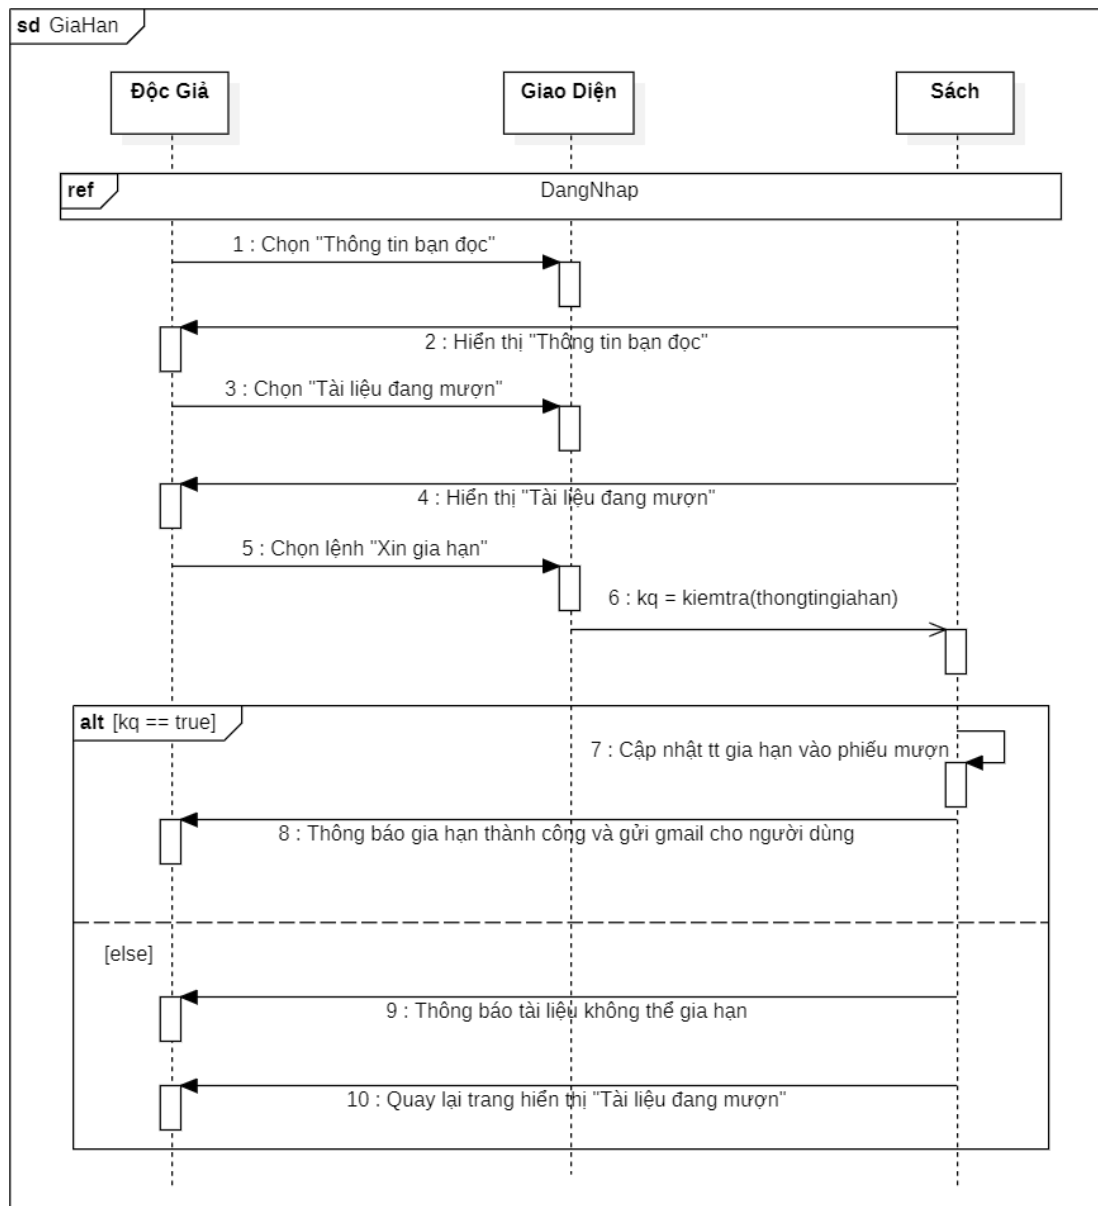 sd GiaHan
Độc Giả
Giao Diện
Sách
ref
DangNhap
1 : Chọn "Thông tin bạn đọc"
2 : Hiển thị "Thông tin bạn đọc"
3 : Chọn "Tài liệu đang mượn"
4 : Hiển thị "Tài liệu đang mượn"
5 : Chọn lệnh "Xin gia hạn"
6 : kq = kiemtra(thongtingiahan)
alt [kq == true]
7 : Cập nhật tt gia hạn vào phiếu mượn
8 : Thông báo gia hạn thành công và gửi gmail cho người dùng
[else]
9 : Thông báo tài liệu không thể gia hạn
10 : Quay lại trang hiển thị "Tài liệu đang mượn"